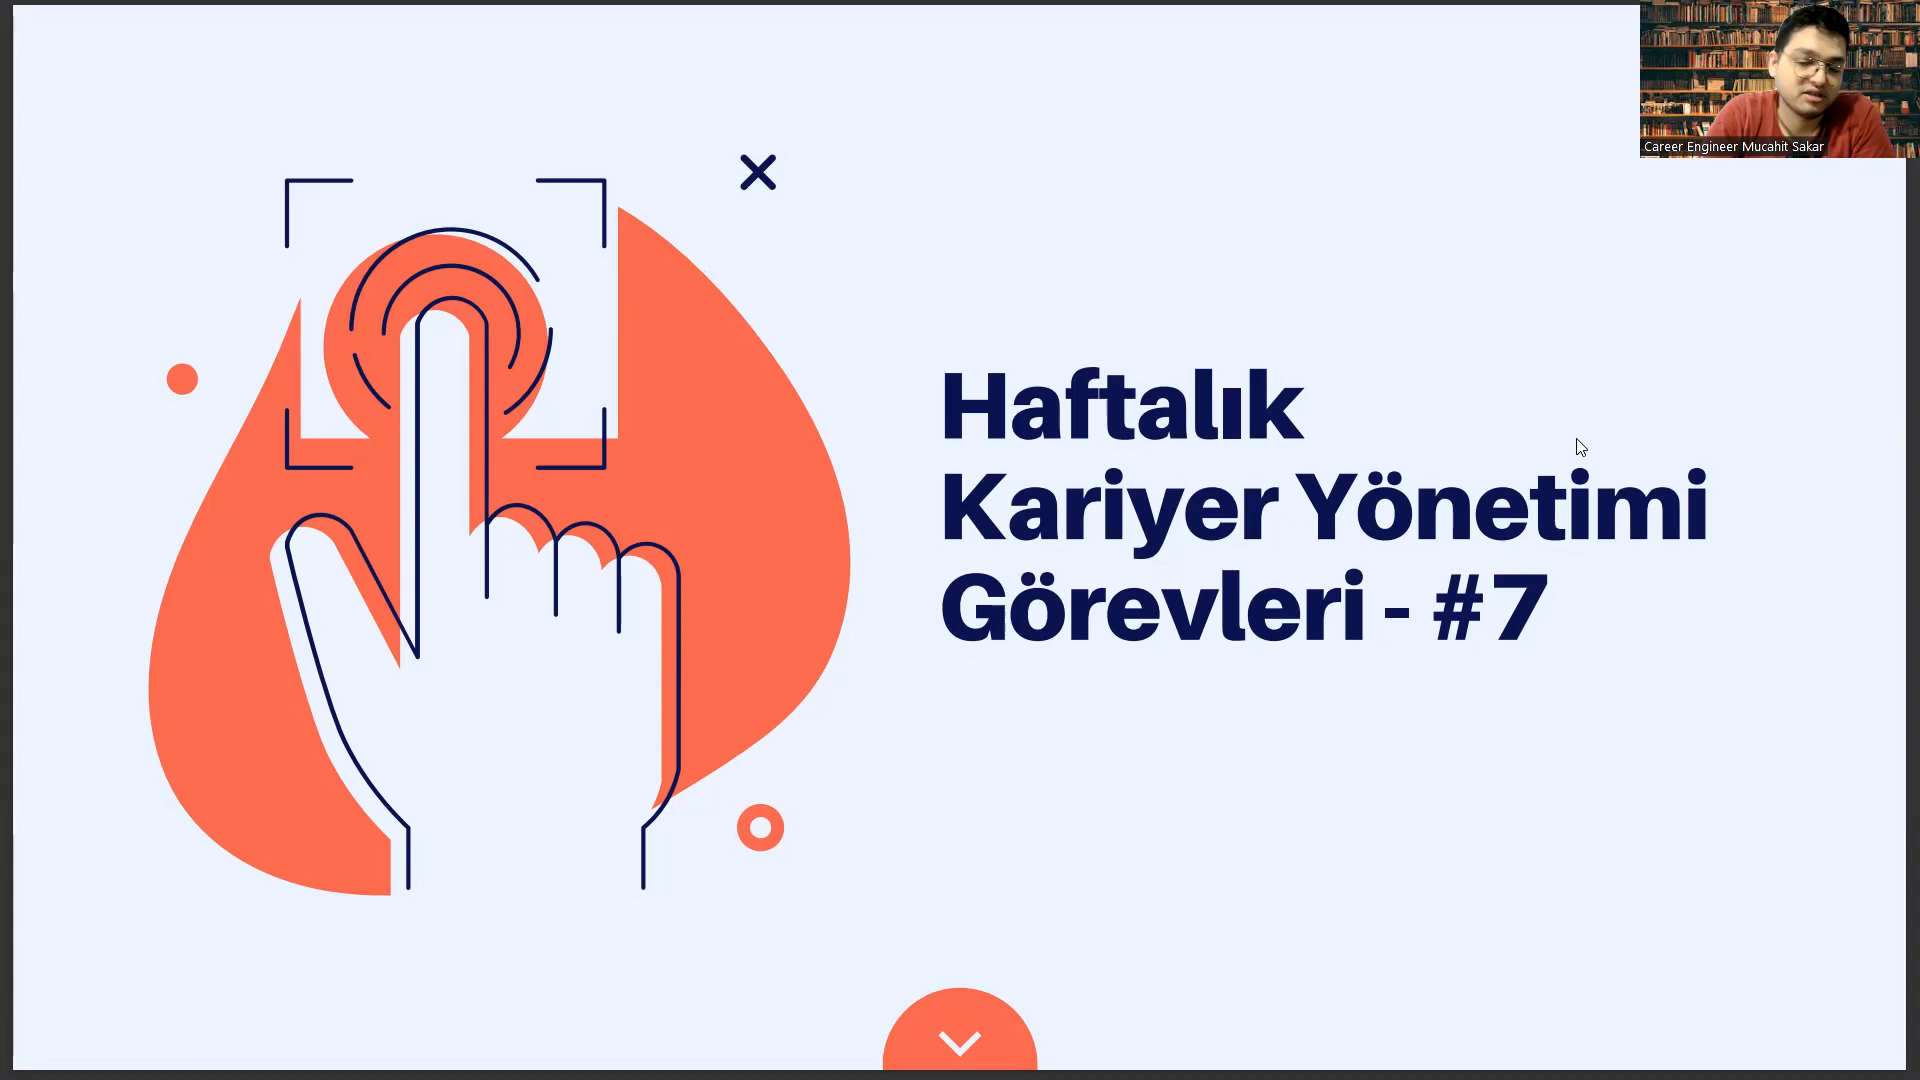 Career Engineer Mucahit Sakar
Haftalık
Kariyer Yönetimi
Görevleri - #7